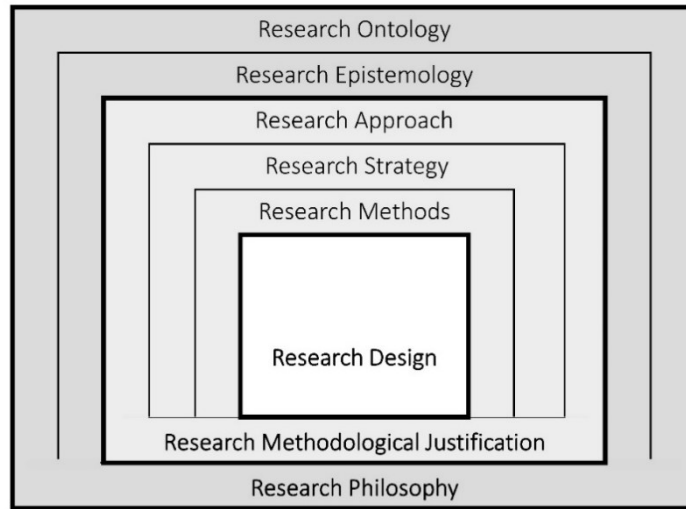 Research Ontology
Research Epistemology
Research Approach
Research Strategy
Research Methods
Research Design
Research Methodological Justification
Research Philosophy